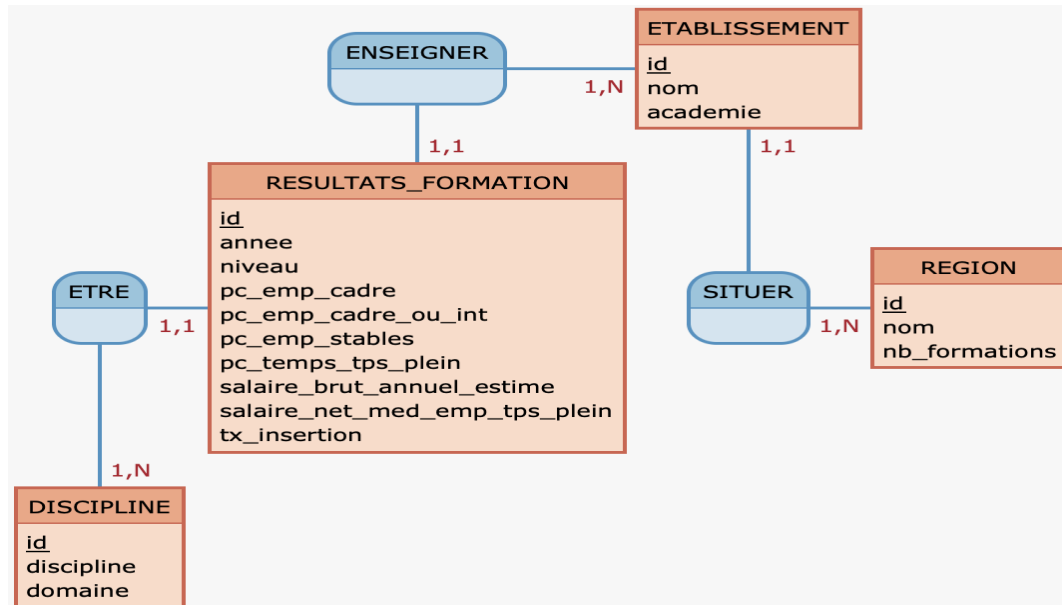 ENSEIGNER
ETABLISSEMENT
id
nom
academie
1,N
1,1
1,1
RESULTATS_FORMATION
id
annee
niveau
pc_emp_cadre
pc_emp_cadre_ou_int
pc_emp_stables
pc_temps_tps_plein
salaire_brut_annuel_estime
salaire_net_med_emp_tps_plein
tx_insertion
ETRE
1,1
SITUER
1,N
REGION
id
nom
nb_formations
1,N
DISCIPLINE
id
discipline
domaine